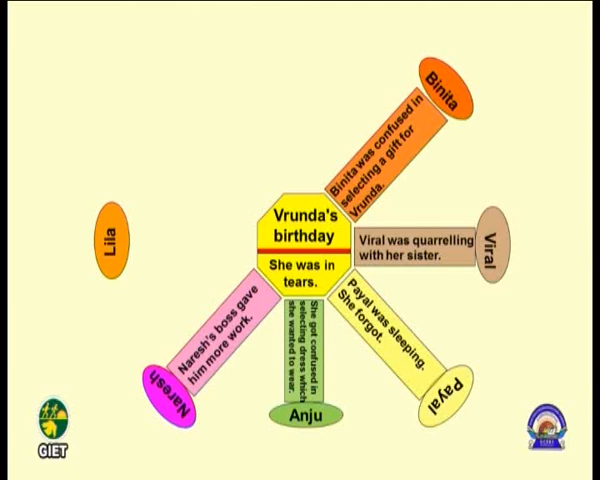 Binita
Binita was confused in
selecting a gift for
Vrunda.
Vrunda's
birthday
She was in
tears.
Viral was quarrelling
with her sister.
Viral
Lila
Payal was sleeping.
She forgot.
Payal
She got confused in
selecting dress which
she wanted to wear.
Anju
Naresh's boss gave
him more work.
Naresh
GIET